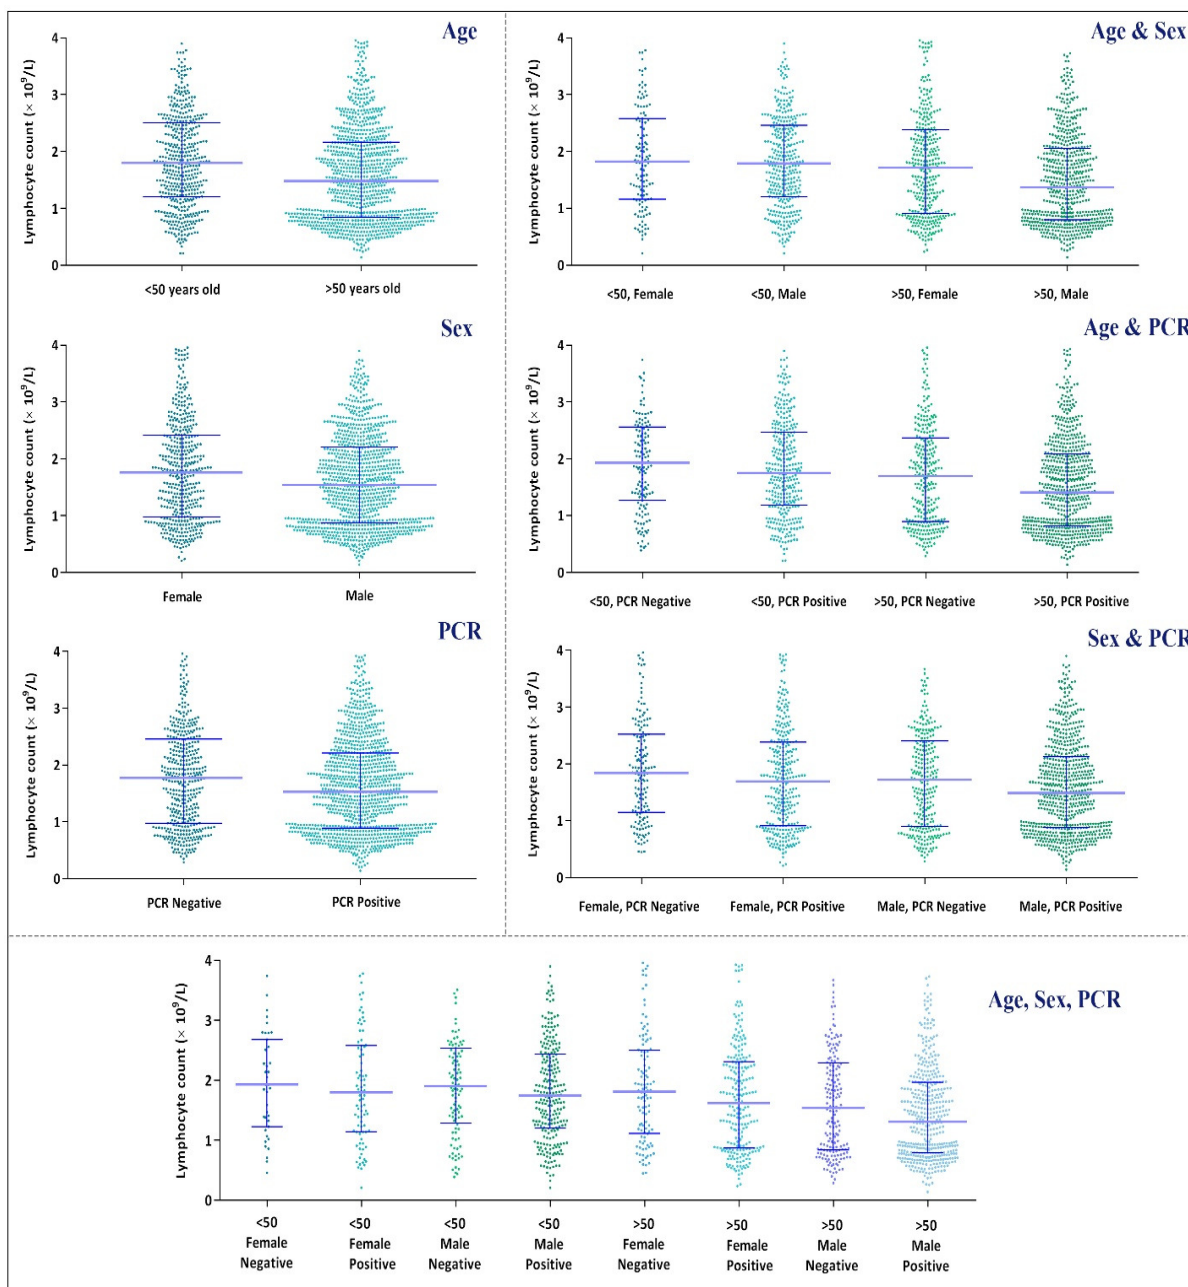 Age
Lymphocyte count (× 10⁹/L)
4
3
2
1
0
<50 years old
>50 years old
Age & Sex
Lymphocyte count (× 10⁹/L)
4
3
2
1
0
<50, Female
<50, Male
>50, Female
>50, Male
Sex
Lymphocyte count (× 10⁹/L)
4
3
2
1
0
Female
Male
Age & PCR
Lymphocyte count (× 10⁹/L)
4
3
2
1
0
<50, PCR Negative
<50, PCR Positive
>50, PCR Negative
>50, PCR Positive
PCR
Lymphocyte count (× 10⁹/L)
4
3
2
1
0
PCR Negative
PCR Positive
Sex & PCR
Lymphocyte count (× 10⁹/L)
4
3
2
1
0
Female, PCR Negative
Female, PCR Positive
Male, PCR Negative
Male, PCR Positive
Age, Sex, PCR
Lymphocyte count (× 10⁹/L)
4
3
2
1
0
<50
Female
Negative
<50
Female
Positive
<50
Male
Negative
<50
Male
Positive
>50
Female
Negative
>50
Female
Positive
>50
Male
Negative
>50
Male
Positive